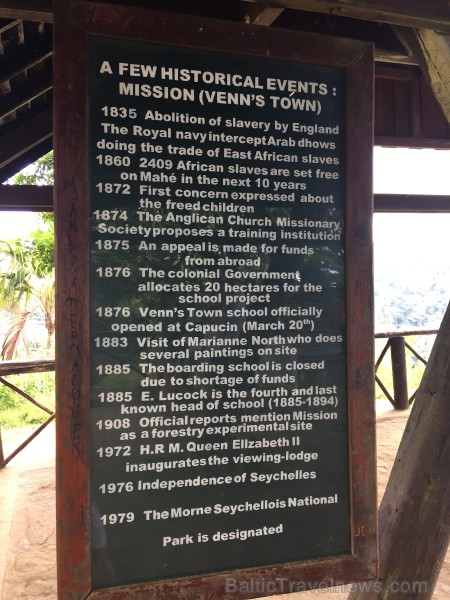 A FEW HISTORICAL EVENTS :
MISSION (VENN'S TOWN)
1835 Abolition of slavery by England
The Royal navy intercept Arab dhows
doing the trade of East African slaves
1860 2409 African slaves are set free
on Mahé in the next 10 years
1872 First concern expressed about
the freed children
1874 The Anglican Church Missionary
Society proposes a training institution
1875 An appeal is made for funds
from abroad
1876 The colonial Government
allocates 20 hectares for the
school project
1876 Venn's Town school officially
opened at Capucin (March 20th)
1883 Visit of Marianne North who does
several paintings on site
1885 The boarding school is closed
due to shortage of funds
1885 E. Lucock is the fourth and last
known head of school (1885-1894)
1908 Official reports mention Mission
as a forestry experimental site
1972 H.R M. Queen Ellzabeth II
inaugurates the viewing-lodge
1976 Independence of Seychelles
1979 The Morne Seychellois National
Park is designated
BalticTravelnews.com